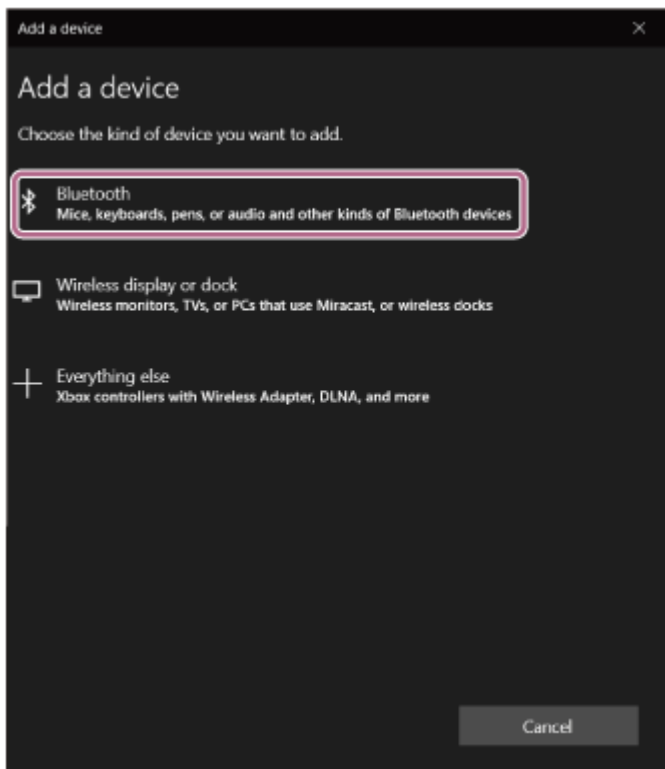 Add a device
Add a device
Choose the kind of device you want to add.
Bluetooth
Mice, keyboards, pens, or audio and other kinds of Bluetooth devices
Wireless display or dock
Wireless monitors, TVs, or PCs that use Miracast, or wireless docks
Everything else
Xbox controllers with Wireless Adapter, DLNA, and more
Cancel